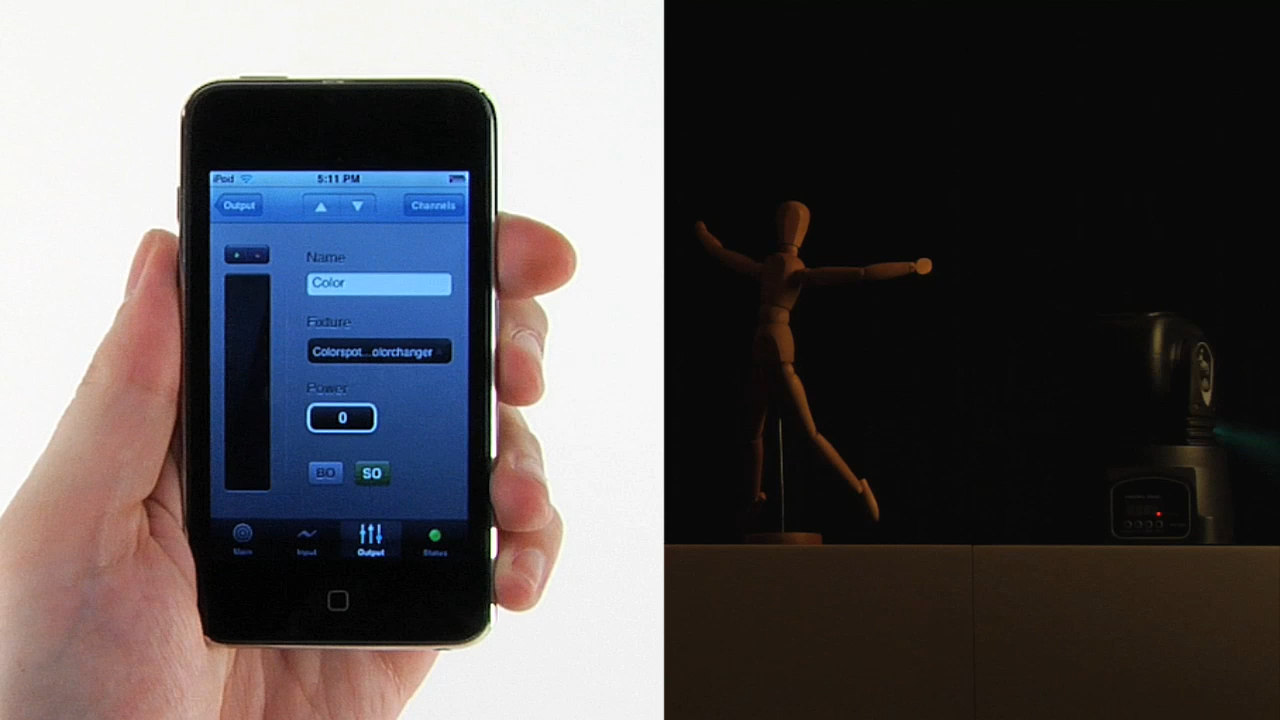 iPod 5:11 PM
Output Channels
Name
Color
Fixture
Colorspot...olorchanger
Power
0
BO SO
Main Input Output Status